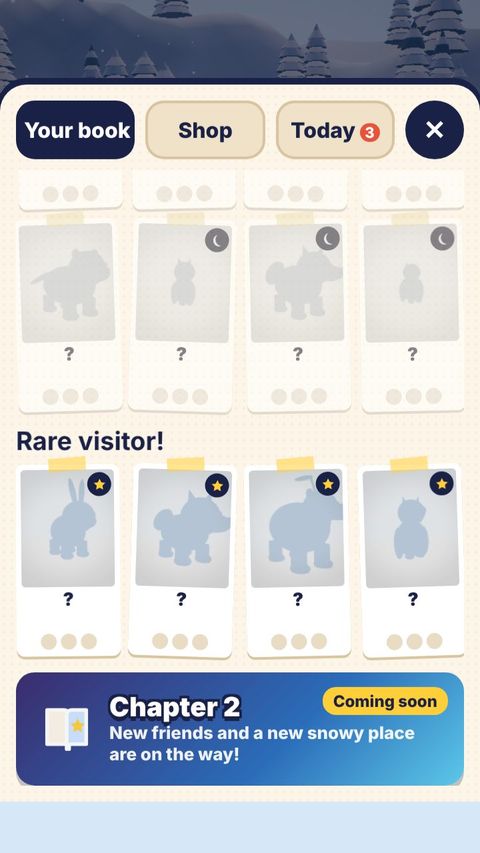 Your book
Shop
Today 3
?
?
?
?
Rare visitor!
?
?
?
?
Chapter 2
Coming soon
New friends and a new snowy place
are on the way!